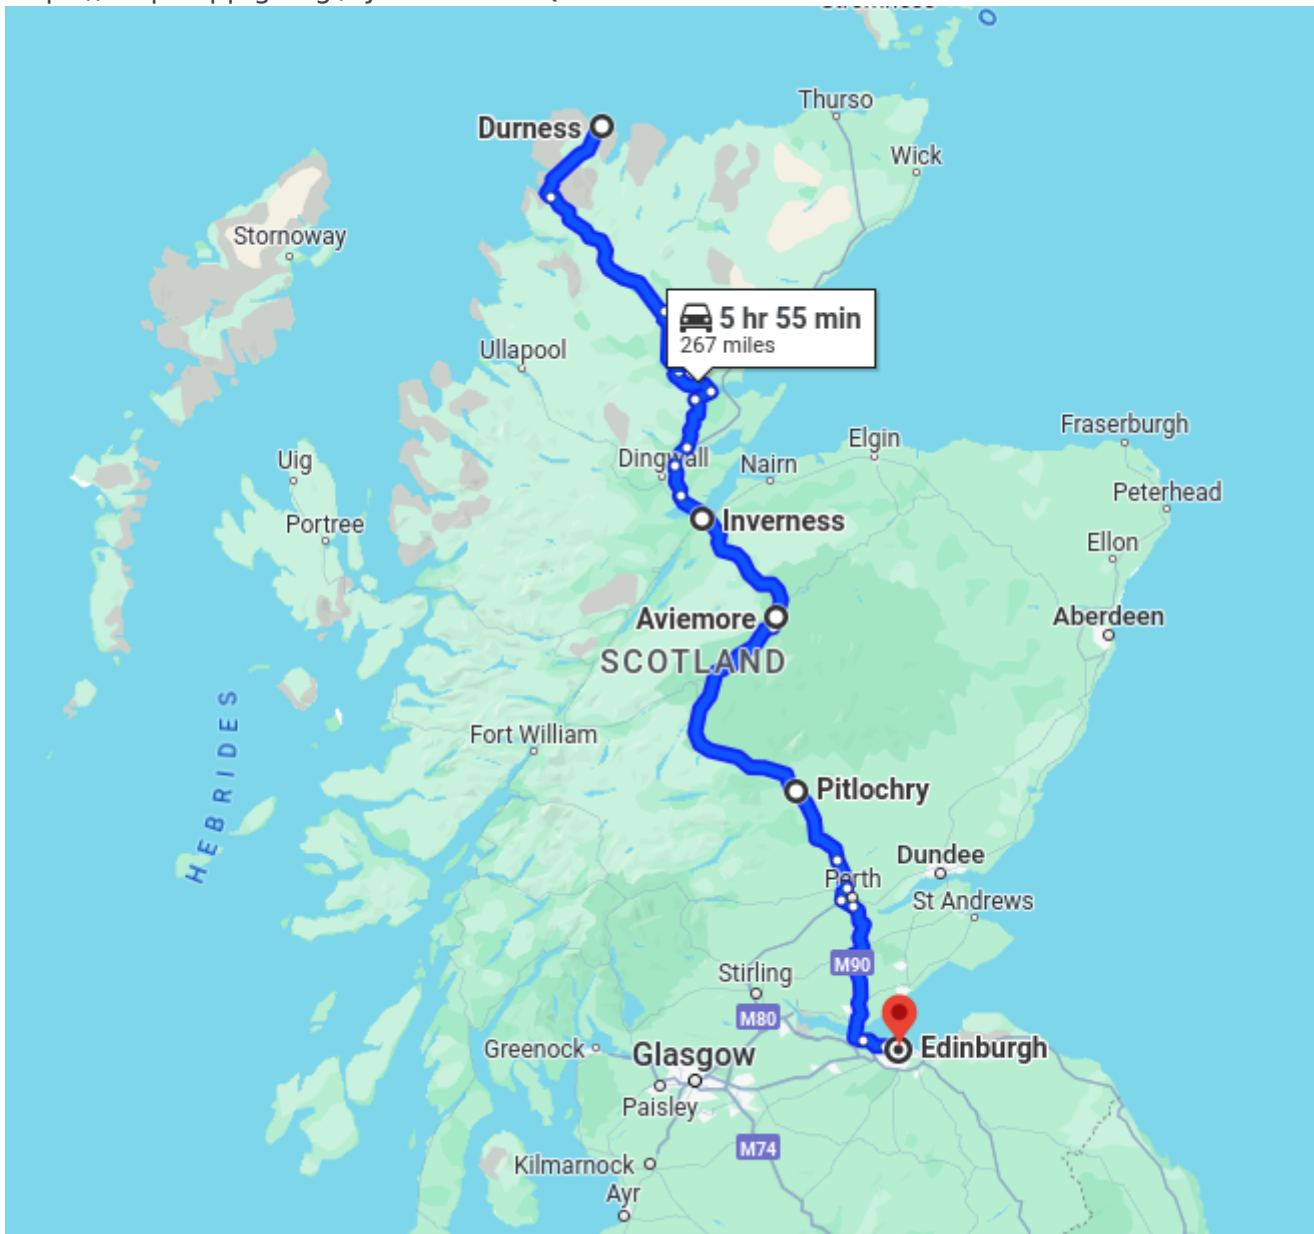 Thurso
Durness
Wick
Stornoway
5 hr 55 min
267 miles
Ullapool
Fraserburgh
Elgin
Dingwall
Nairn
Uig
Peterhead
Portree
Inverness
Ellon
Aviemore
Aberdeen
SCOTLAND
HEBRIDES
Fort William
Pitlochry
Dundee
Perth
St Andrews
M90
Stirling
M80
Edinburgh
Greenock
Glasgow
Paisley
M74
Kilmarnock
Ayr